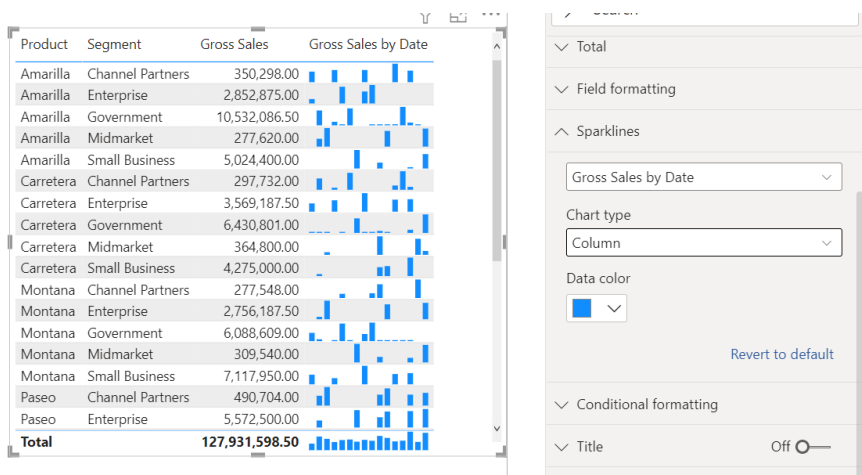 Product Segment Gross Sales Gross Sales by Date
Amarilla Channel Partners 350,298.00
Amarilla Enterprise 2,852,875.00
Amarilla Government 10,532,086.50
Amarilla Midmarket 277,620.00
Amarilla Small Business 5,024,400.00
Carretera Channel Partners 297,732.00
Carretera Enterprise 3,569,187.50
Carretera Government 6,430,801.00
Carretera Midmarket 364,800.00
Carretera Small Business 4,275,000.00
Montana Channel Partners 277,548.00
Montana Enterprise 2,756,187.50
Montana Government 6,088,609.00
Montana Midmarket 309,540.00
Montana Small Business 7,117,950.00
Paseo Channel Partners 490,704.00
Paseo Enterprise 5,572,500.00
Total 127,931,598.50
Search
Total
Field formatting
Sparklines
Gross Sales by Date
Chart type
Column
Data color
Revert to default
Conditional formatting
Title Off